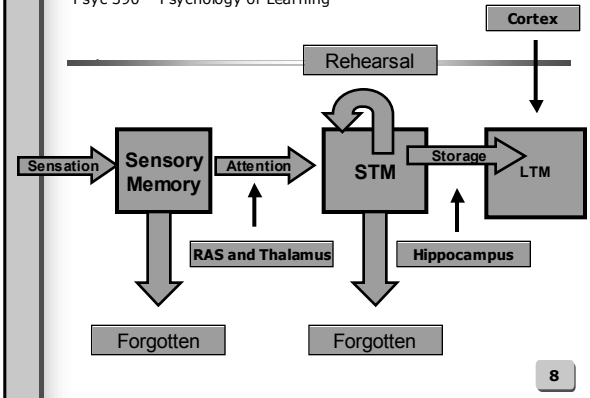 Psyc 390 – Psychology of Learning
Cortex
Rehearsal
Sensation
Sensory
Memory
Attention
STM
Storage
LTM
RAS and Thalamus
Hippocampus
Forgotten
Forgotten
8